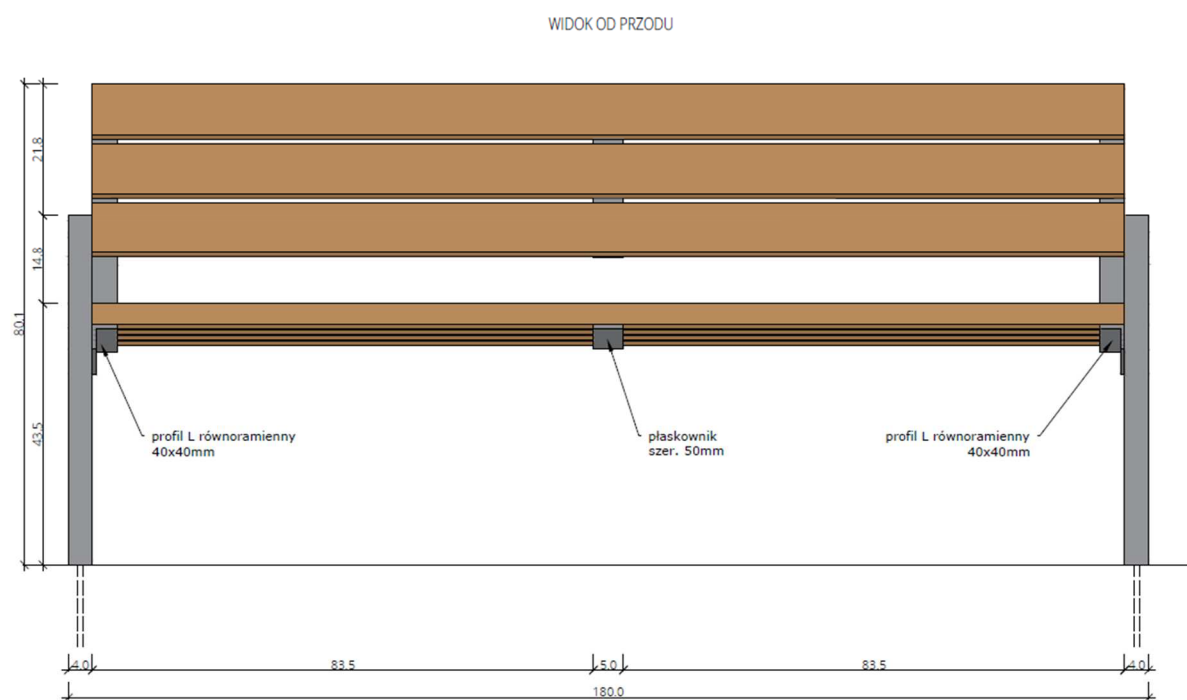 WIDOK OD PRZODU
21.8
14.8
80.1
43.5
profil L równoramienny
40x40mm
płaskownik
szer. 50mm
profil L równoramienny
40x40mm
4.0
83.5
5.0
83.5
4.0
180.0